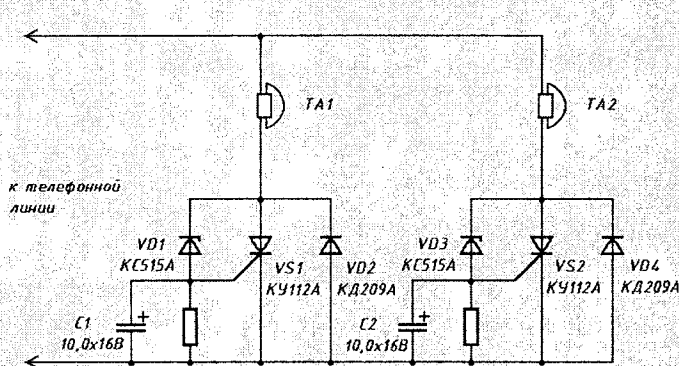 TA1
TA2
к телефонной
линии
VD1
КС515А
VS1
КУ112А
VD2
КД209А
VD3
КС515А
VS2
КУ112А
VD4
КД209А
C1
10,0х16В
C2
10,0х16В